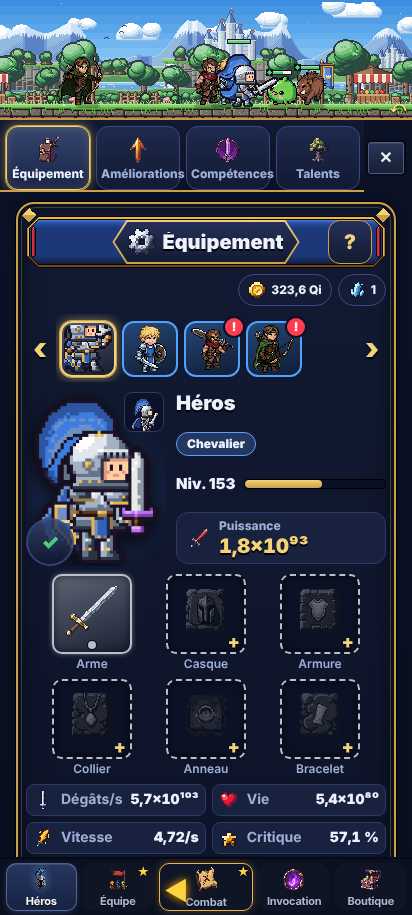 Équipement
Améliorations
Compétences
Talents
×
Équipement
?
323,6 Qi
1
!
!
Héros
Chevalier
Niv. 153
Puissance
1,8×10⁹³
Arme
Casque
Armure
Collier
Anneau
Bracelet
Dégâts/s 5,7×10¹⁰³
Vie 5,4×10⁸⁰
Vitesse 4,72/s
Critique 57,1 %
Héros
Équipe
Combat
Invocation
Boutique